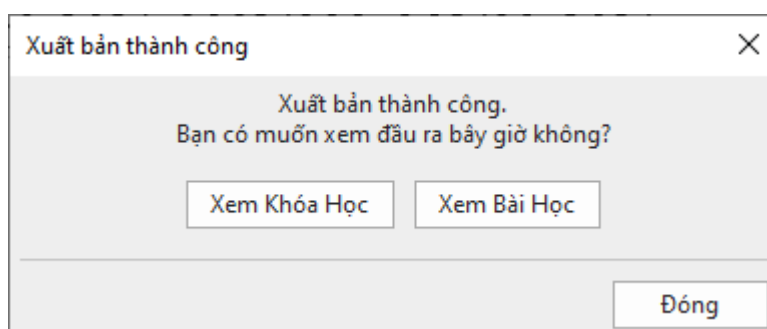 Xuất bản thành công
Xuất bản thành công.
Bạn có muốn xem đầu ra bây giờ không?
Xem Khóa Học
Xem Bài Học
Đóng